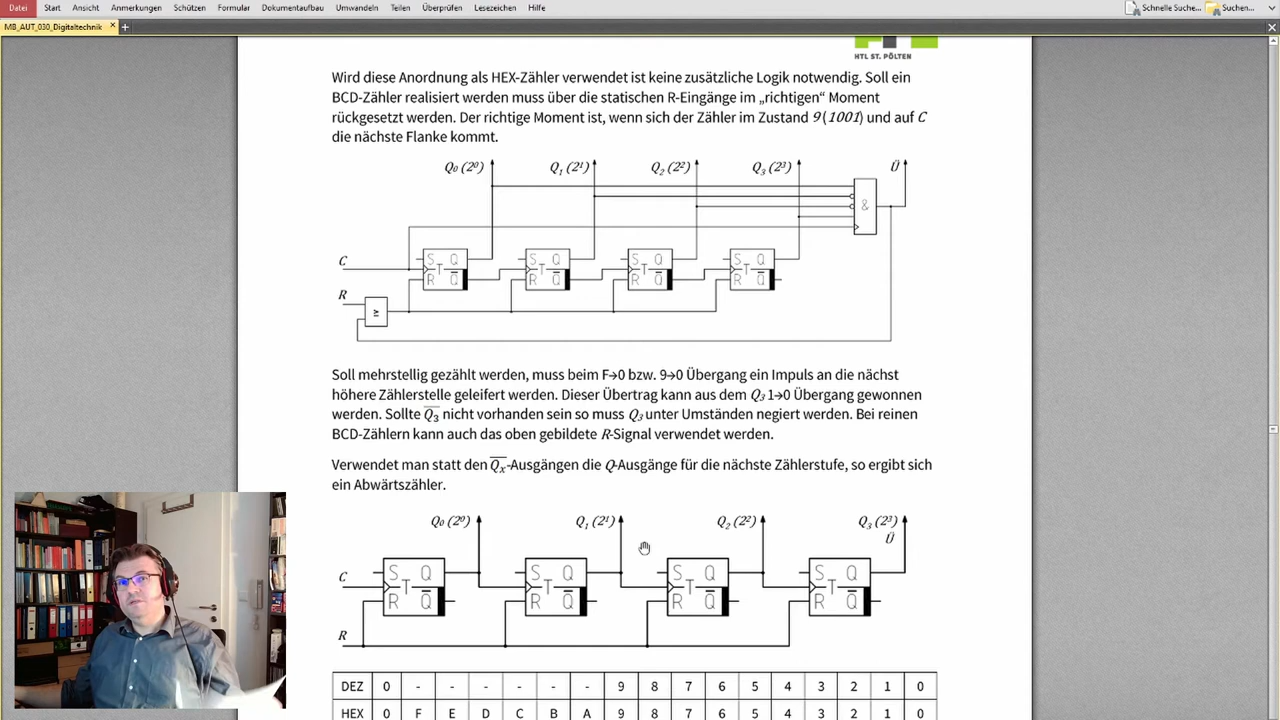 Datei Start Ansicht Anmerkungen Schützen Formular Dokumentaufbau Umwandeln Teilen Überprüfen Lesezeichen Hilfe Schnelle Suche... Suchen...
MB_AUT_030_Digitaltechnik
HTL ST. PÖLTEN
Wird diese Anordnung als HEX-Zähler verwendet ist keine zusätzliche Logik notwendig. Soll ein
BCD-Zähler realisiert werden muss über die statischen R-Eingänge im „richtigen“ Moment
rückgesetzt werden. Der richtige Moment ist, wenn sich der Zähler im Zustand 9 (1001) und auf C
die nächste Flanke kommt.
Q₀ (2⁰) Q₁ (2¹) Q₂ (2²) Q₃ (2³) Ü
&
S Q S Q S Q S Q
C T T T T
R Q̅ R Q̅ R Q̅ R Q̅
R
≥
Soll mehrstellig gezählt werden, muss beim F→0 bzw. 9→0 Übergang ein Impuls an die nächst
höhere Zählerstelle geleifert werden. Dieser Übertrag kann aus dem Q₃ 1→0 Übergang gewonnen
werden. Sollte Q̅₃ nicht vorhanden sein so muss Q₃ unter Umständen negiert werden. Bei reinen
BCD-Zählern kann auch das oben gebildete R-Signal verwendet werden.
Verwendet man statt den Q̅ₓ-Ausgängen die Q-Ausgänge für die nächste Zählerstufe, so ergibt sich
ein Abwärtszähler.
Q₀ (2⁰) Q₁ (2¹) Q₂ (2²) Q₃ (2³)
Ü
S Q S Q S Q S Q
C T T T T
R Q̅ R Q̅ R Q̅ R Q̅
R
DEZ 0 - - - - - - 9 8 7 6 5 4 3 2 1 0
HEX 0 F E D C B A 9 8 7 6 5 4 3 2 1 0